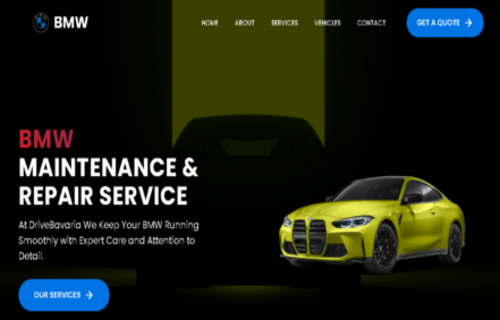 BMW
HOME ABOUT SERVICES VEHICLES CONTACT GET A QUOTE →
BMW
MAINTENANCE &
REPAIR SERVICE
At DriveBavaria We Keep Your BMW Running
Smoothly with Expert Care and Attention to
Detail.
OUR SERVICES →